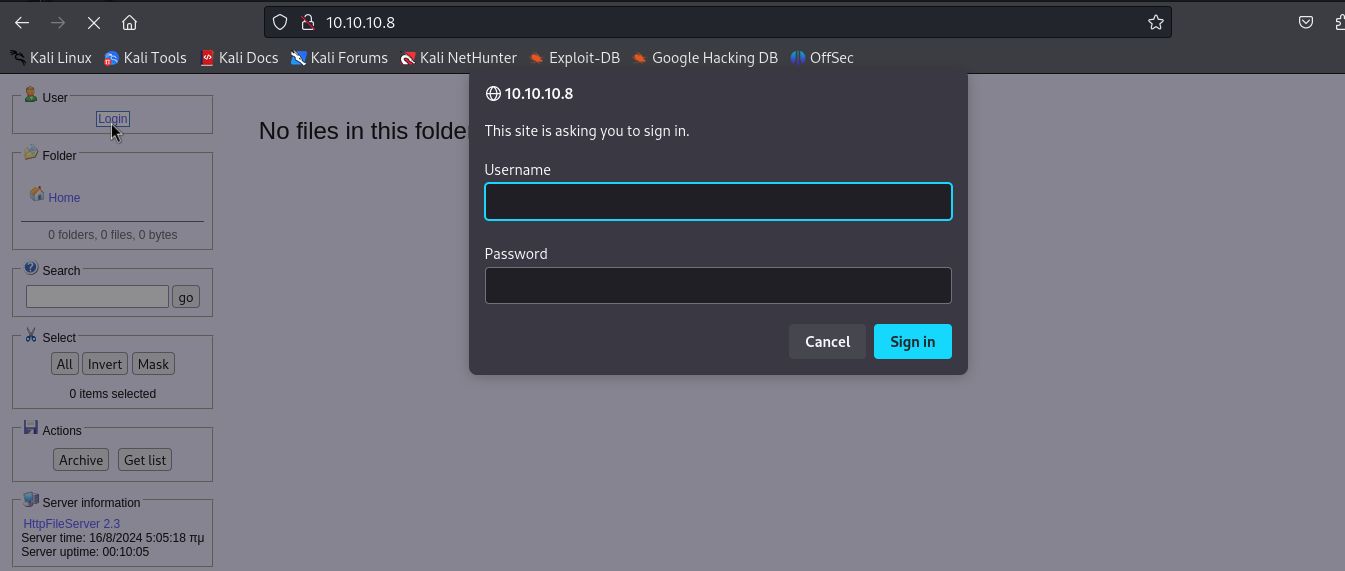 10.10.10.8
Kali Linux Kali Tools Kali Docs Kali Forums Kali NetHunter Exploit-DB Google Hacking DB OffSec
User
Login
Folder
Home
0 folders, 0 files, 0 bytes
Search
go
Select
All Invert Mask
0 items selected
Actions
Archive Get list
Server information
HttpFileServer 2.3
Server time: 16/8/2024 5:05:18 πμ
Server uptime: 00:10:05
No files in this folde
10.10.10.8
This site is asking you to sign in.
Username
Password
Cancel Sign in